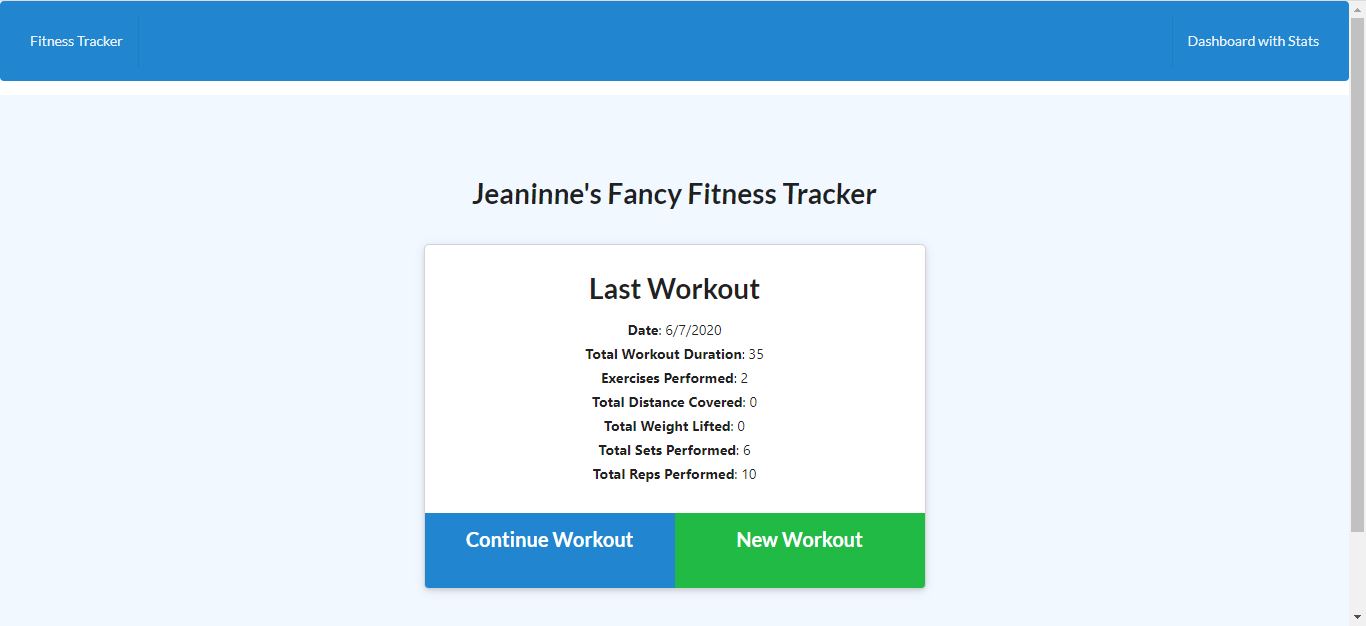 Fitness Tracker
Dashboard with Stats
Jeaninne's Fancy Fitness Tracker
Last Workout
Date: 6/7/2020
Total Workout Duration: 35
Exercises Performed: 2
Total Distance Covered: 0
Total Weight Lifted: 0
Total Sets Performed: 6
Total Reps Performed: 10
Continue Workout
New Workout